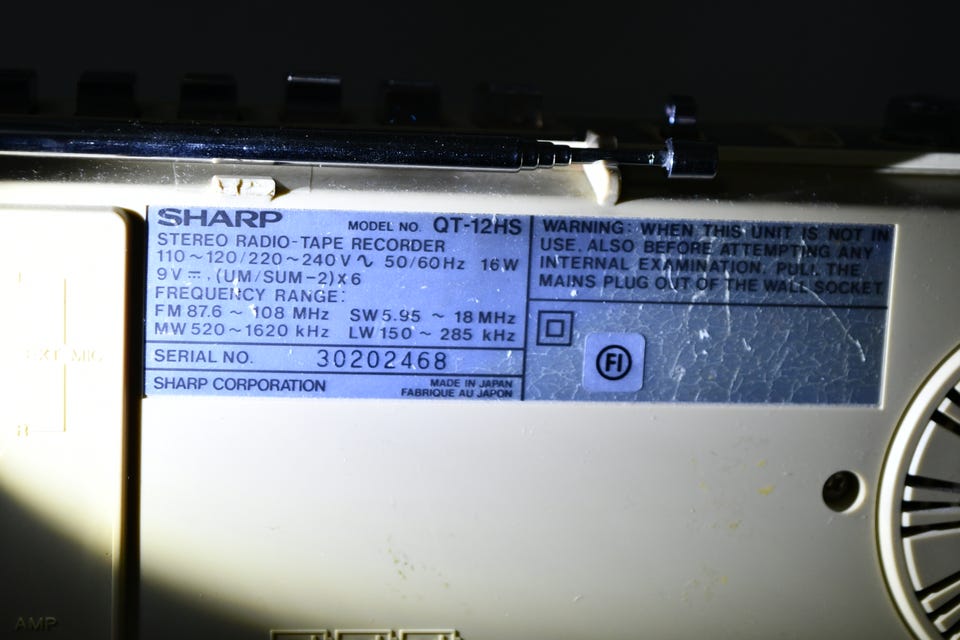 SHARP MODEL NO. QT-12HS
STEREO RADIO-TAPE RECORDER
110~120/220~240V∿ 50/60Hz 16W
9V⎓, (UM/SUM-2)X6
FREQUENCY RANGE:
FM 87.6 ~ 108 MHz SW 5.95 ~ 18 MHz
MW 520 ~ 1620 kHz LW 150 ~ 285 kHz
SERIAL NO. 30202468
SHARP CORPORATION
MADE IN JAPAN
FABRIQUE AU JAPON
WARNING: WHEN THIS UNIT IS NOT IN
USE, ALSO BEFORE ATTEMPTING ANY
INTERNAL EXAMINATION, PULL THE
MAINS PLUG OUT OF THE WALL SOCKET
FI
EXT MIC
AMP